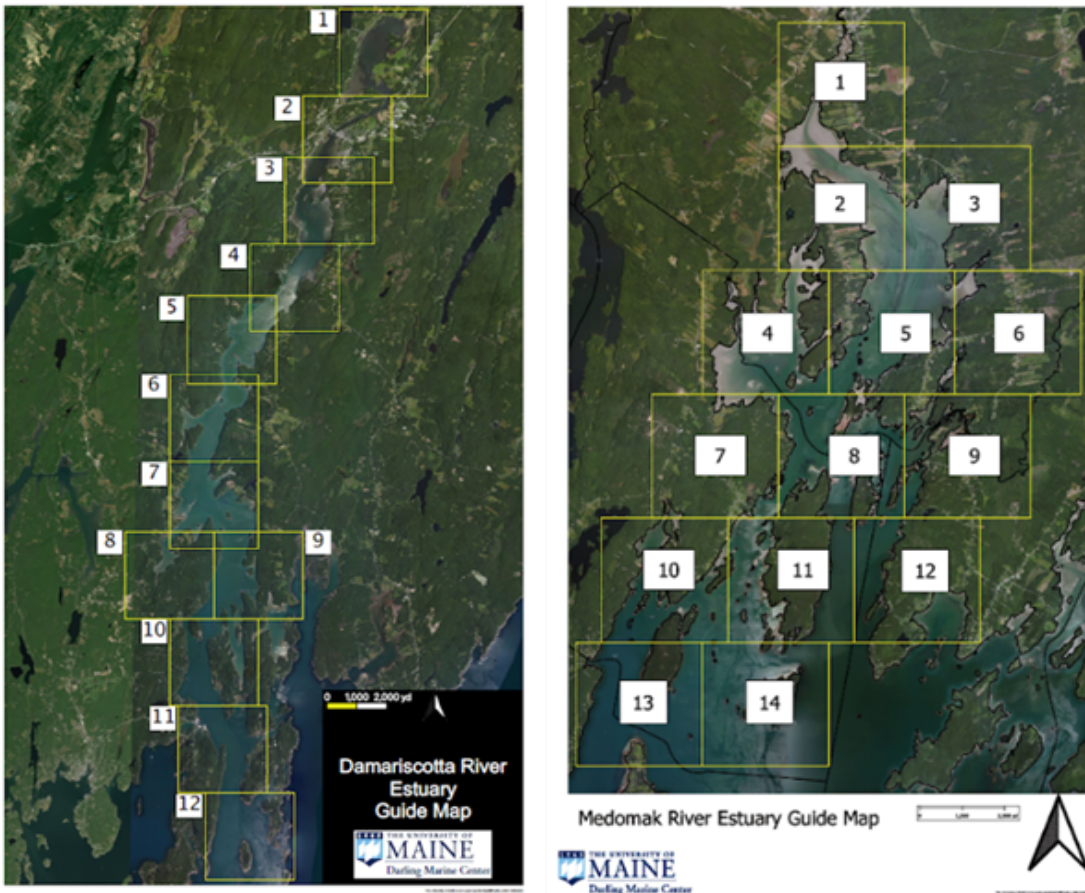 1
2
3
4
5
6
7
8
9
10
11
12
0 1,000 2,000 yd
Damariscotta River
Estuary
Guide Map
1865 THE UNIVERSITY OF
MAINE
Darling Marine Center
1
2
3
4
5
6
7
8
9
10
11
12
13
14
Medomak River Estuary Guide Map
1865 THE UNIVERSITY OF
MAINE
Darling Marine Center